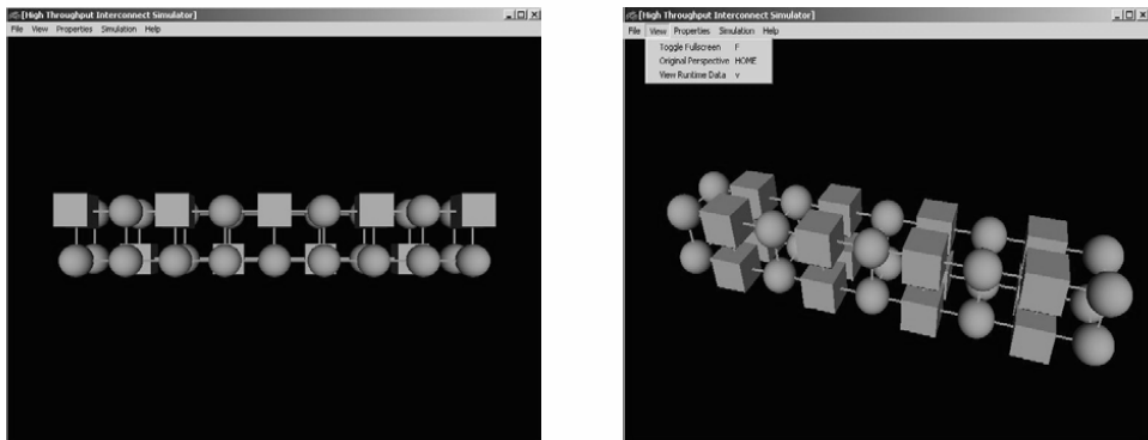 [High Throughput Interconnect Simulator]
File View Properties Simulation Help
[High Throughput Interconnect Simulator]
File View Properties Simulation Help
Toggle Fullscreen F
Original Perspective HOME
View Runtime Data v